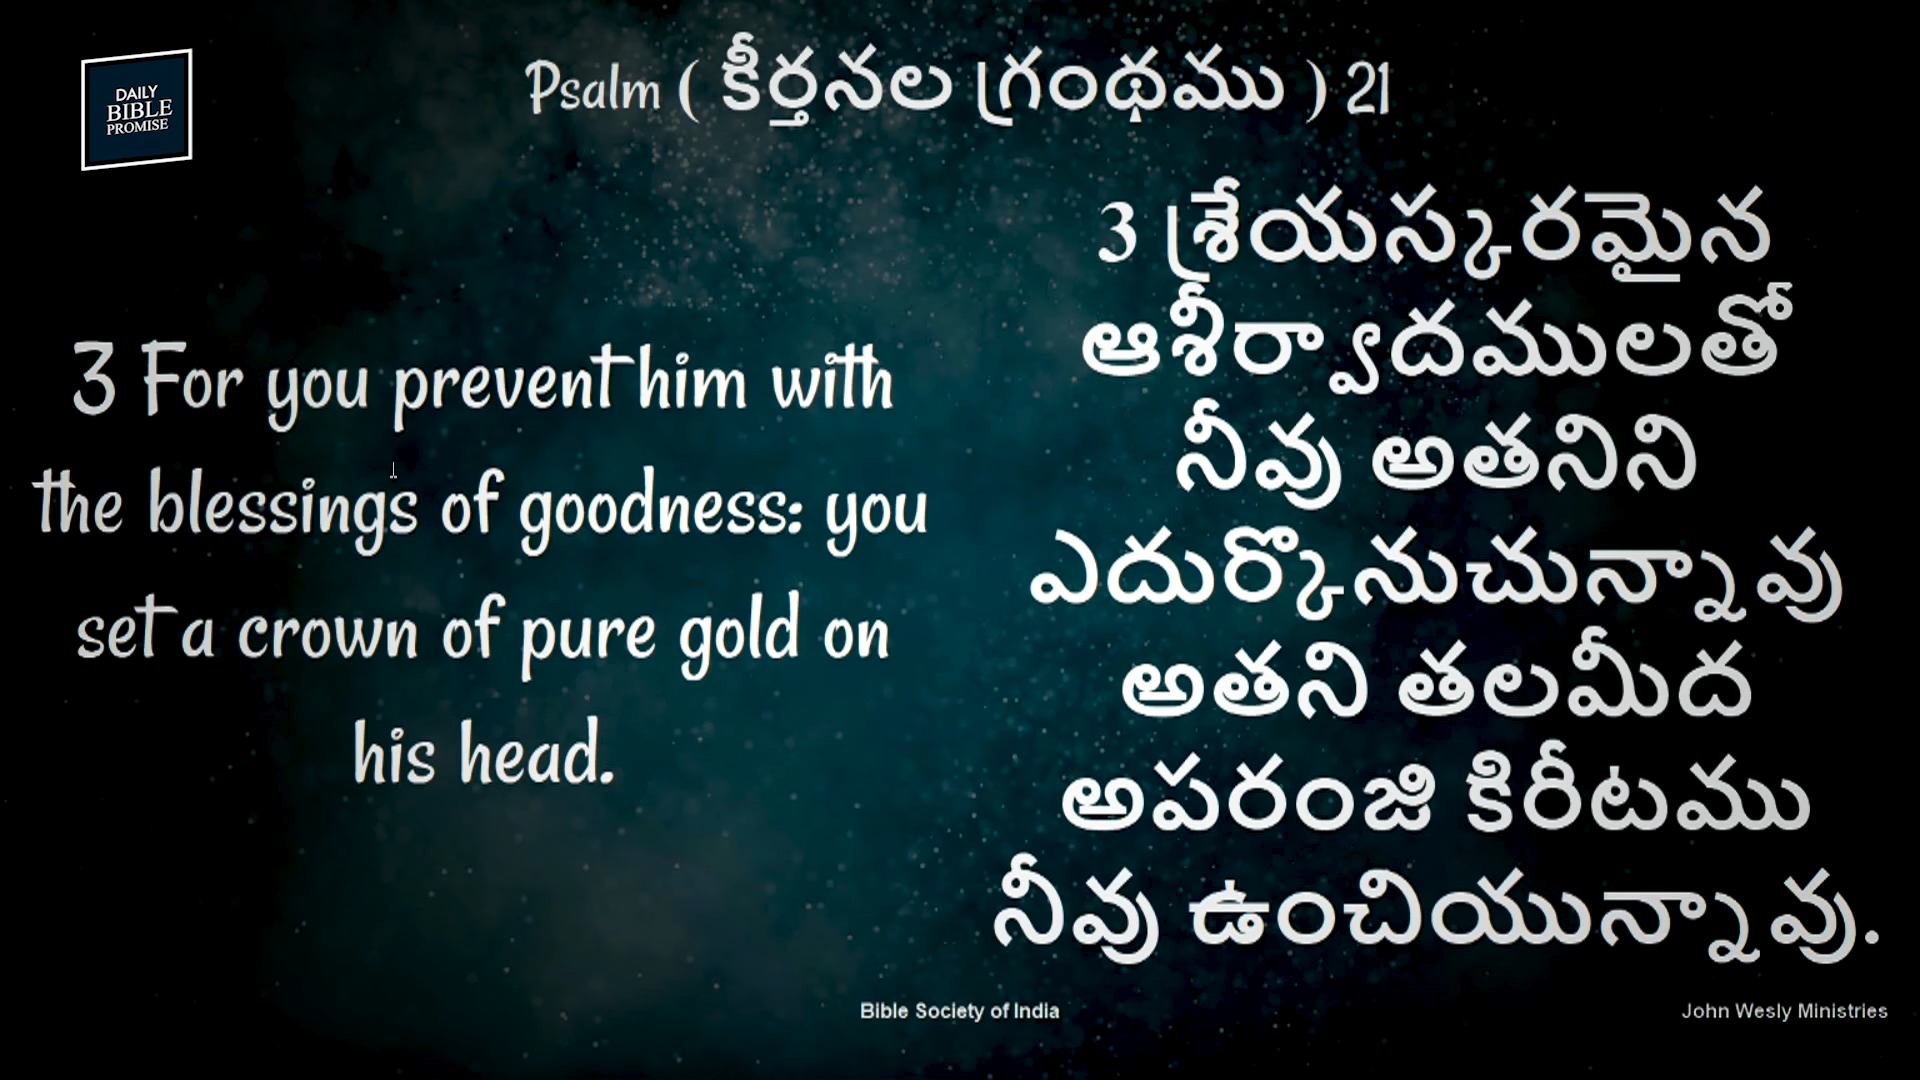 DAILY
BIBLE
PROMISE
Psalm ( కీర్తనల గ్రంథము ) 21
3 For you prevent him with
the blessings of goodness: you
set a crown of pure gold on
his head.
3 శ్రేయస్కరమైన
ఆశీర్వాదములతో
నీవు అతనిని
ఎదుర్కొనుచున్నావు
అతని తలమీద
అపరంజి కిరీటము
నీవు ఉంచియున్నావు.
Bible Society of India
John Wesly Ministries